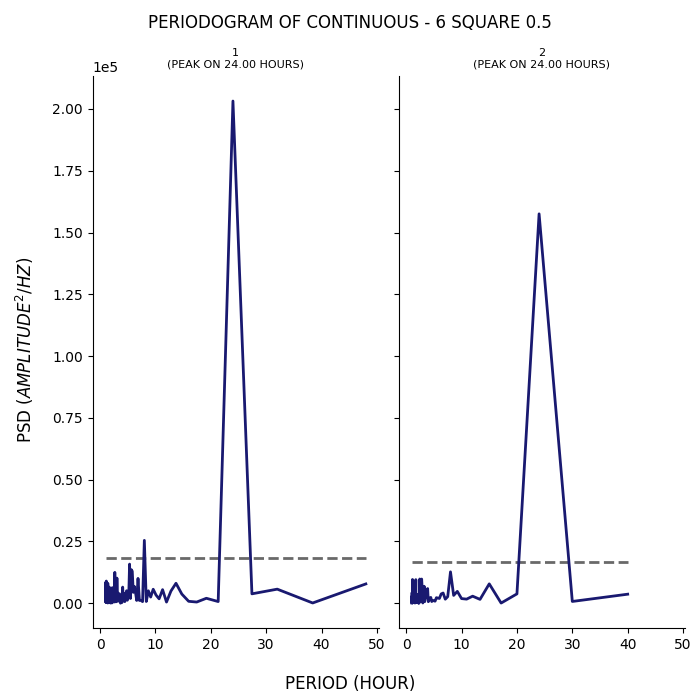 PERIODOGRAM OF CONTINUOUS - 6 SQUARE 0.5
1
(PEAK ON 24.00 HOURS)
2
(PEAK ON 24.00 HOURS)
1e5
2.00
1.75
1.50
1.25
1.00
0.75
0.50
0.25
0.00
PSD (AMPLITUDE²/HZ)
0 10 20 30 40 50
0 10 20 30 40 50
PERIOD (HOUR)